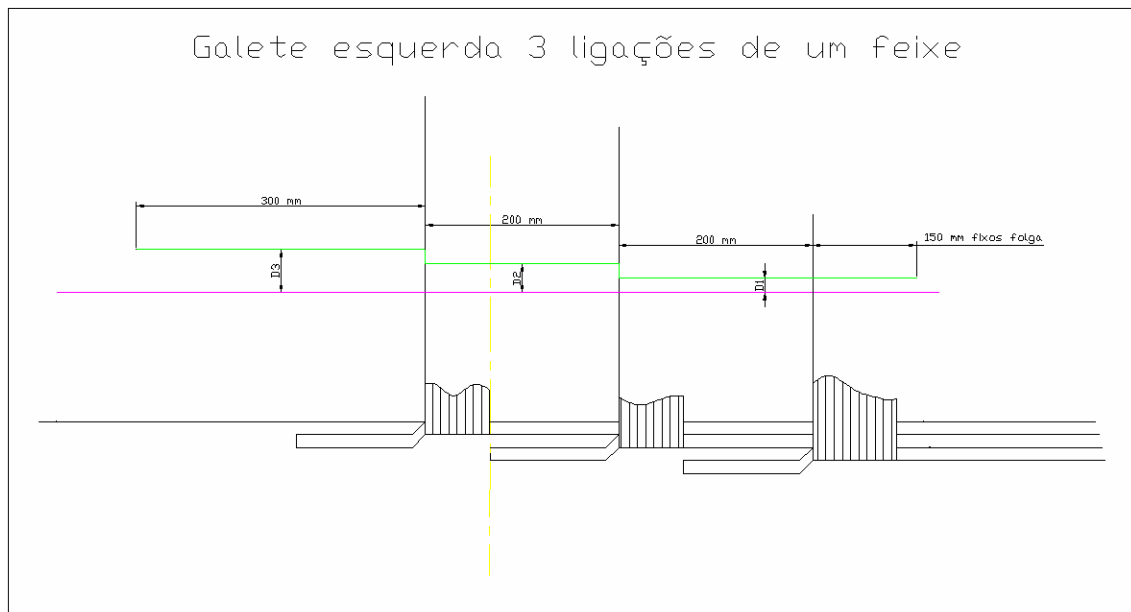 Galete esquerda 3 ligações de um feixe
300 mm
200 mm
200 mm
150 mm fixos folga
D3
D2
D1